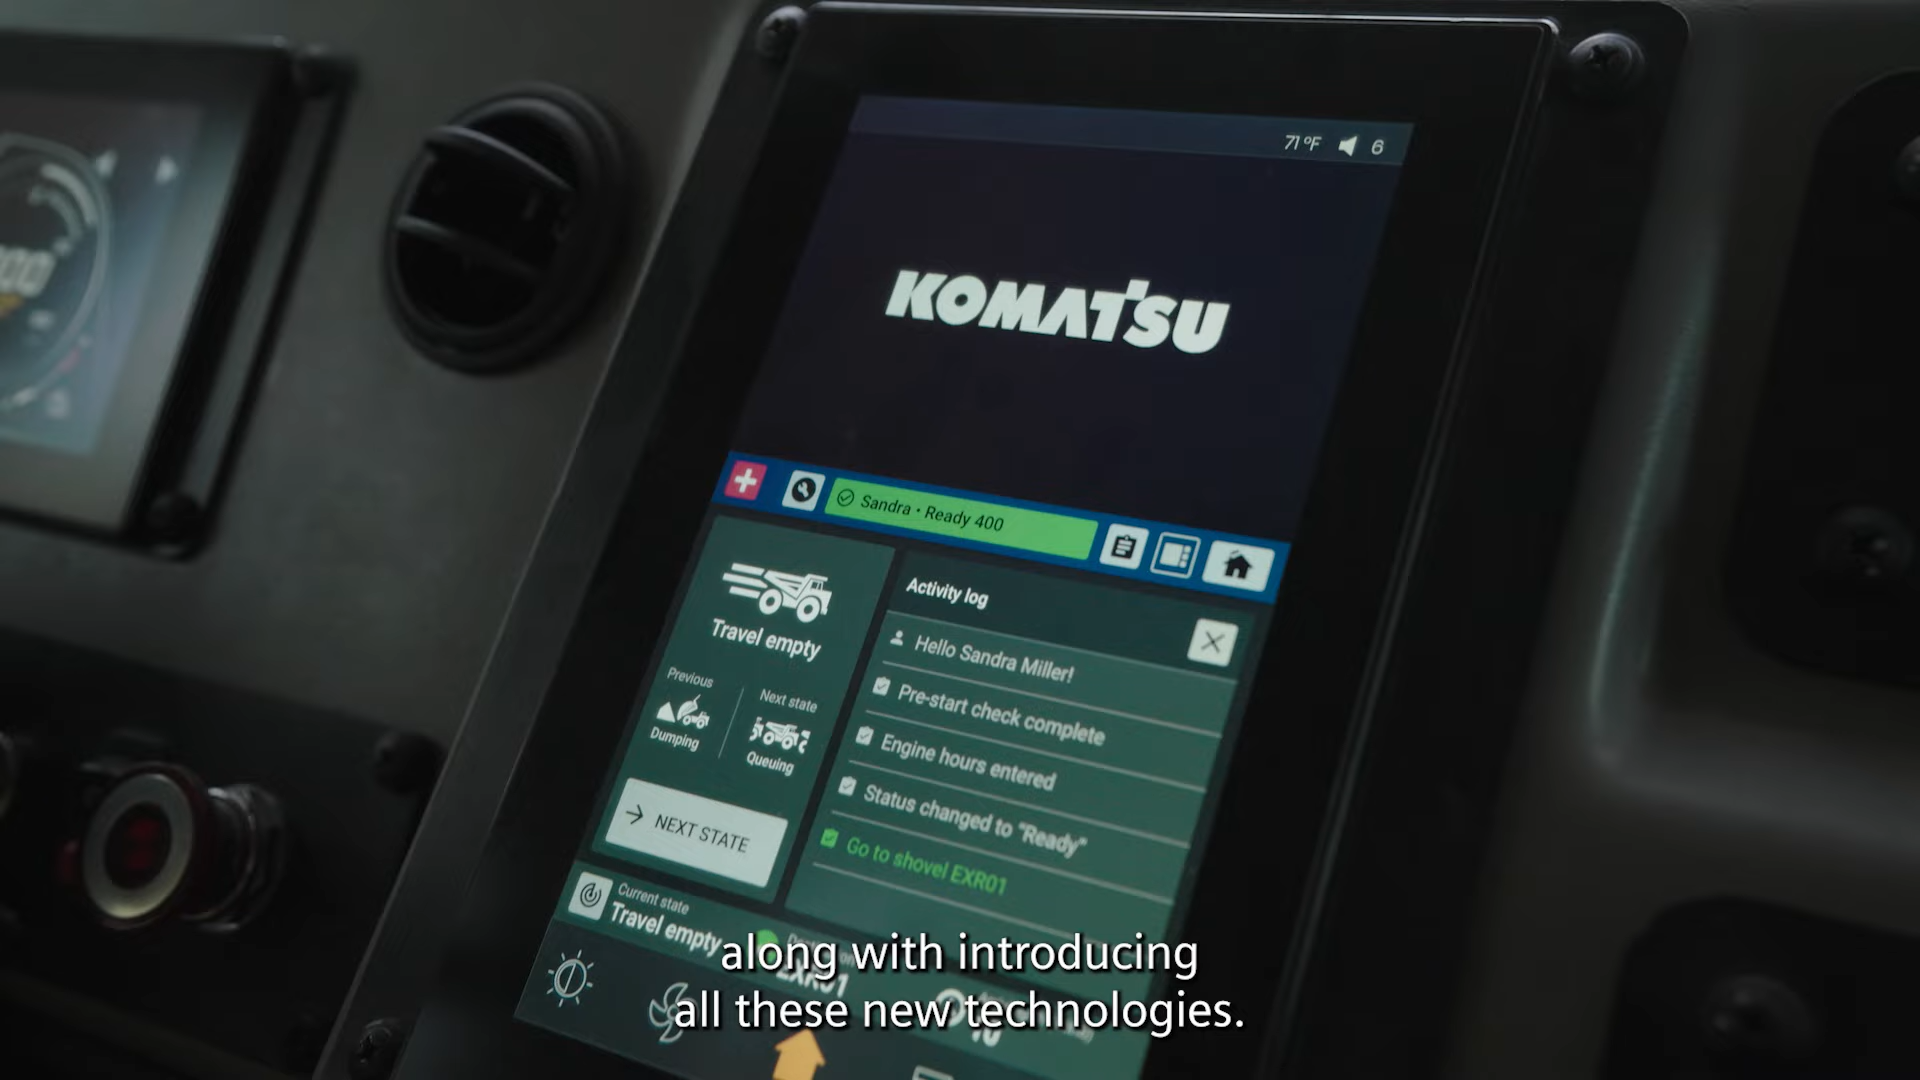 71 °F 6
KOMATSU
Sandra • Ready 400
Travel empty
Previous
Dumping
Next state
Queuing
NEXT STATE
Activity log
Hello Sandra Miller!
Pre-start check complete
Engine hours entered
Status changed to "Ready"
Go to shovel EXR01
Current state
Travel empty
EXR01
along with introducing
all these new technologies.